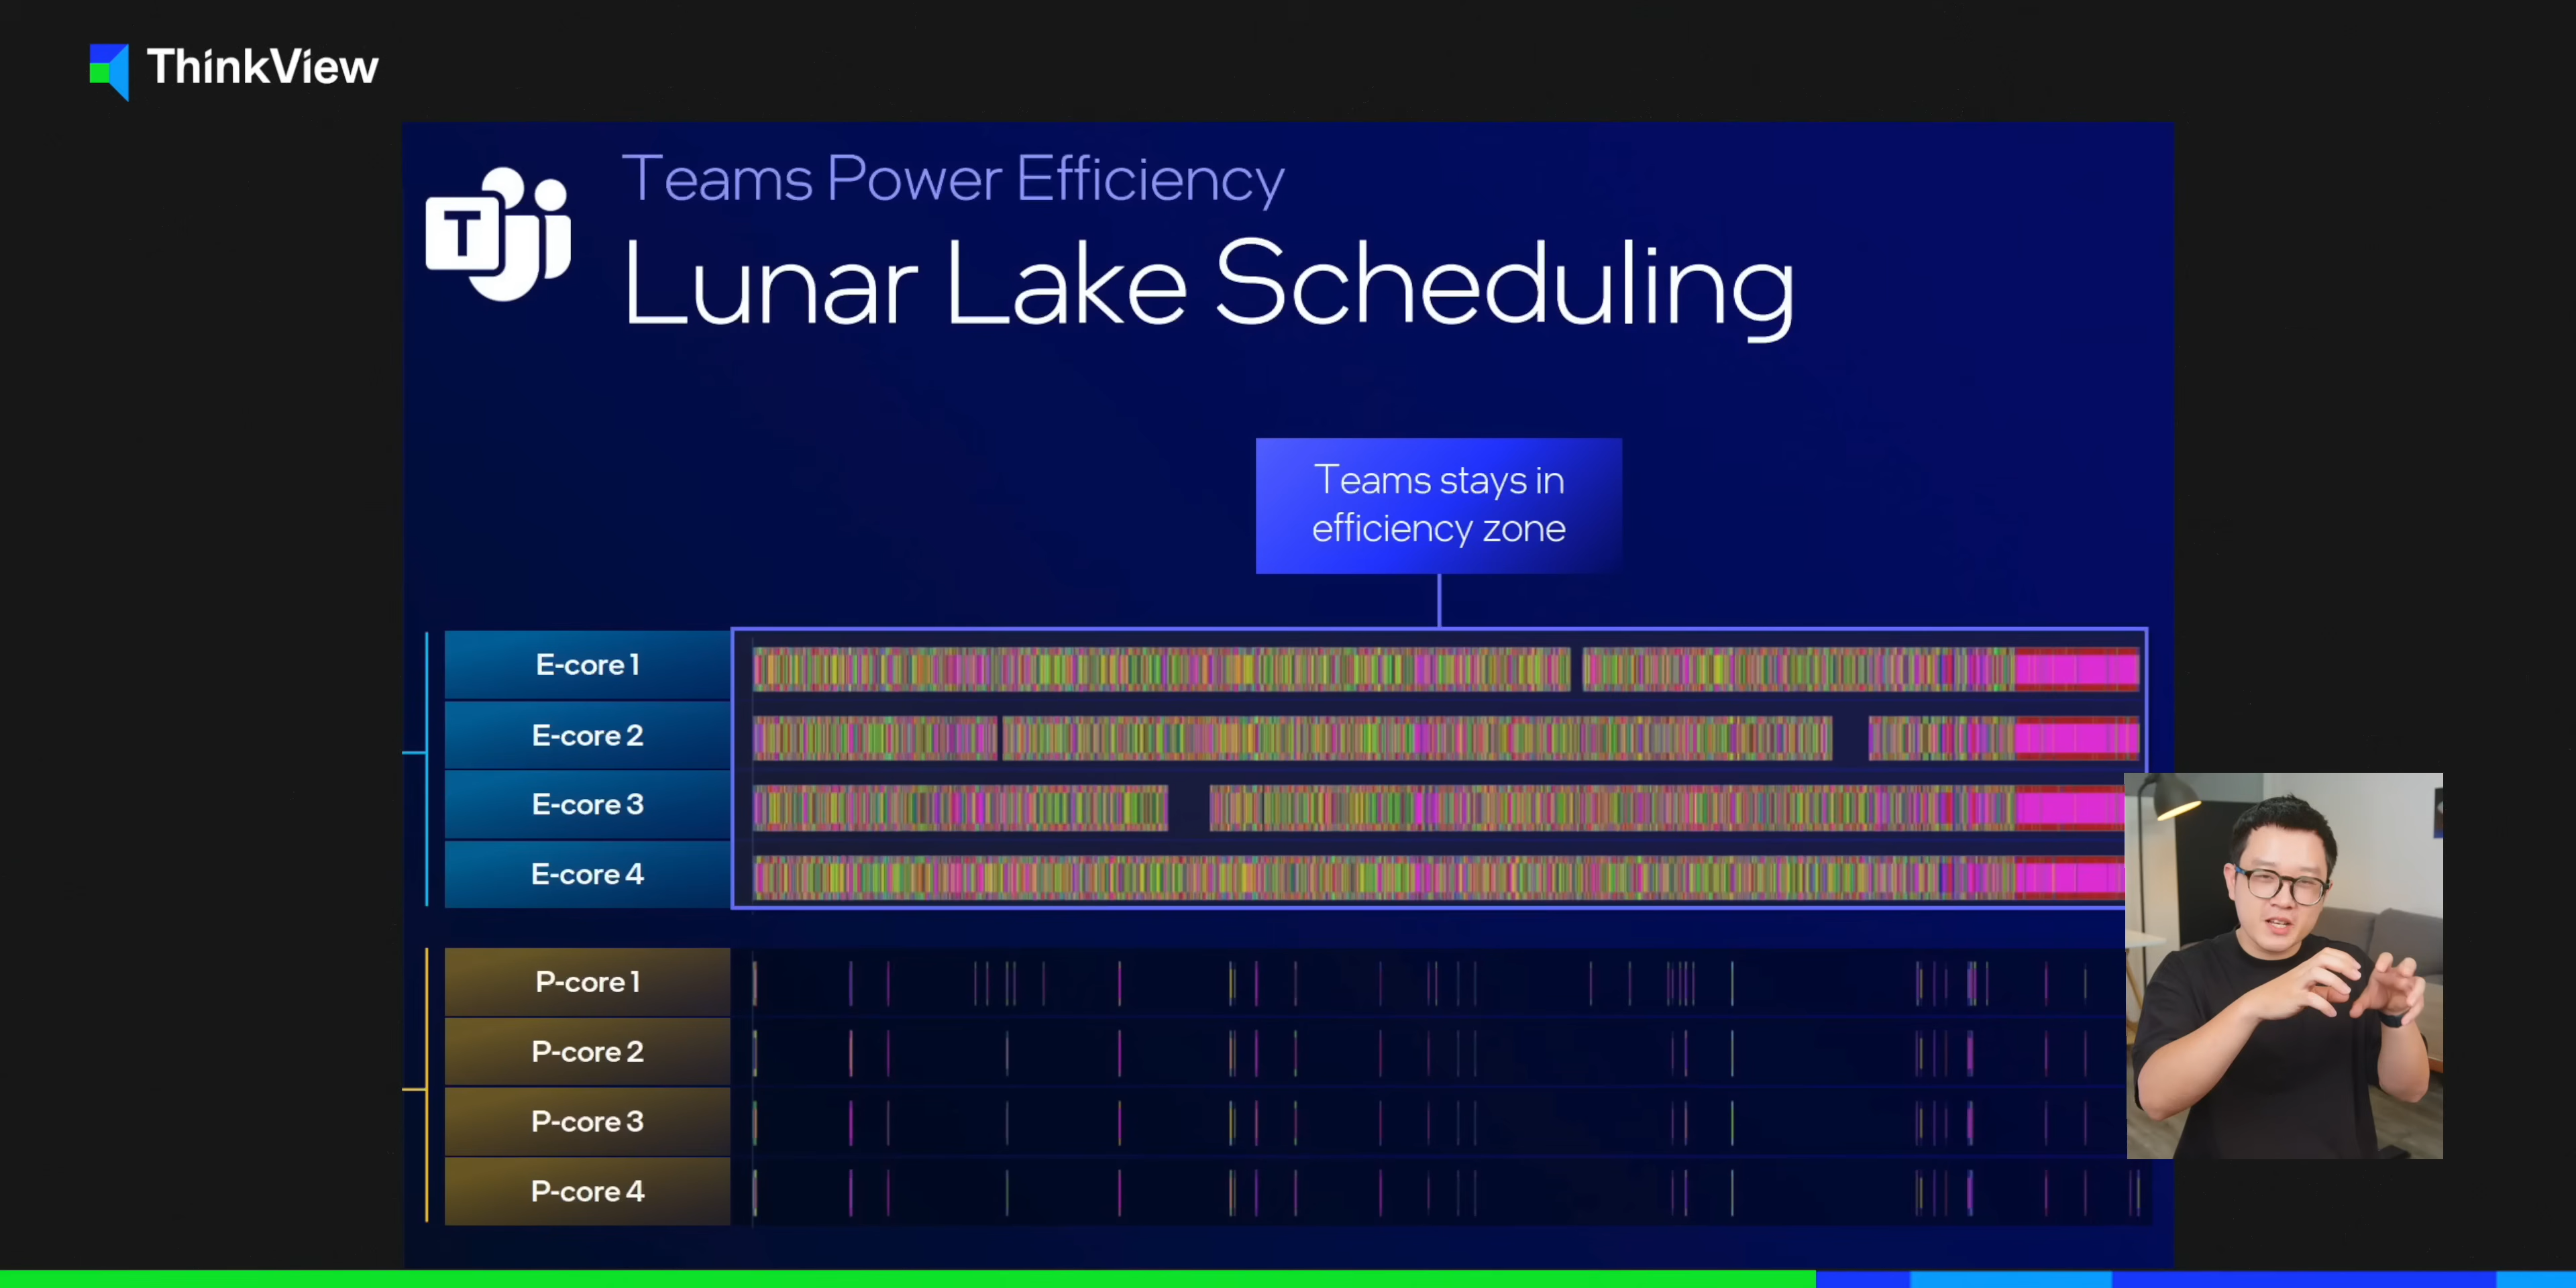 ThinkView
Teams Power Efficiency
T
Lunar Lake Scheduling
Teams stays in
efficiency zone
E-core 1
E-core 2
E-core 3
E-core 4
P-core 1
P-core 2
P-core 3
P-core 4